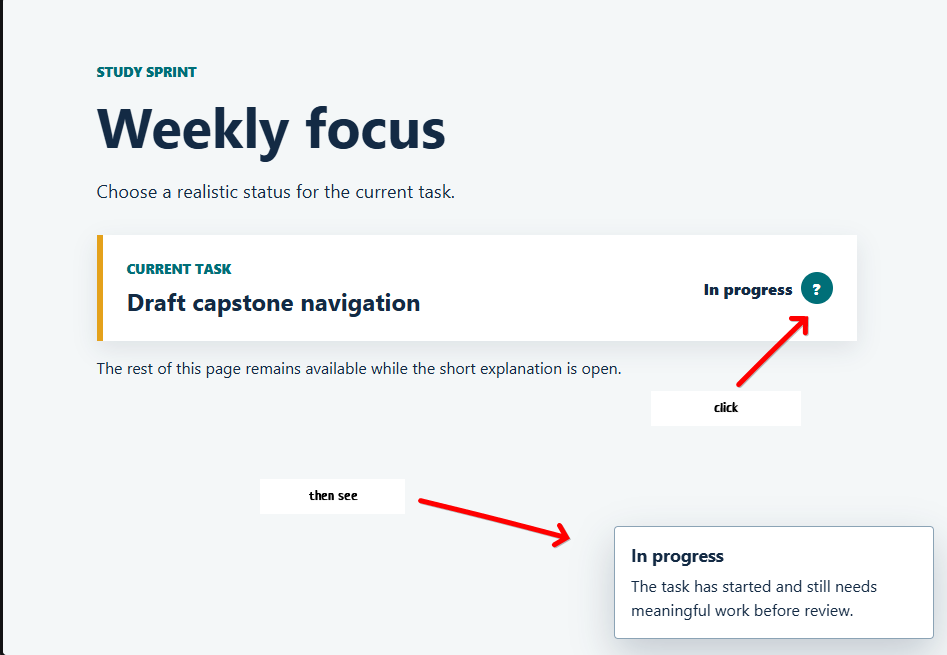 STUDY SPRINT
Weekly focus
Choose a realistic status for the current task.
CURRENT TASK
Draft capstone navigation
In progress ?
The rest of this page remains available while the short explanation is open.
click
then see
In progress
The task has started and still needs
meaningful work before review.